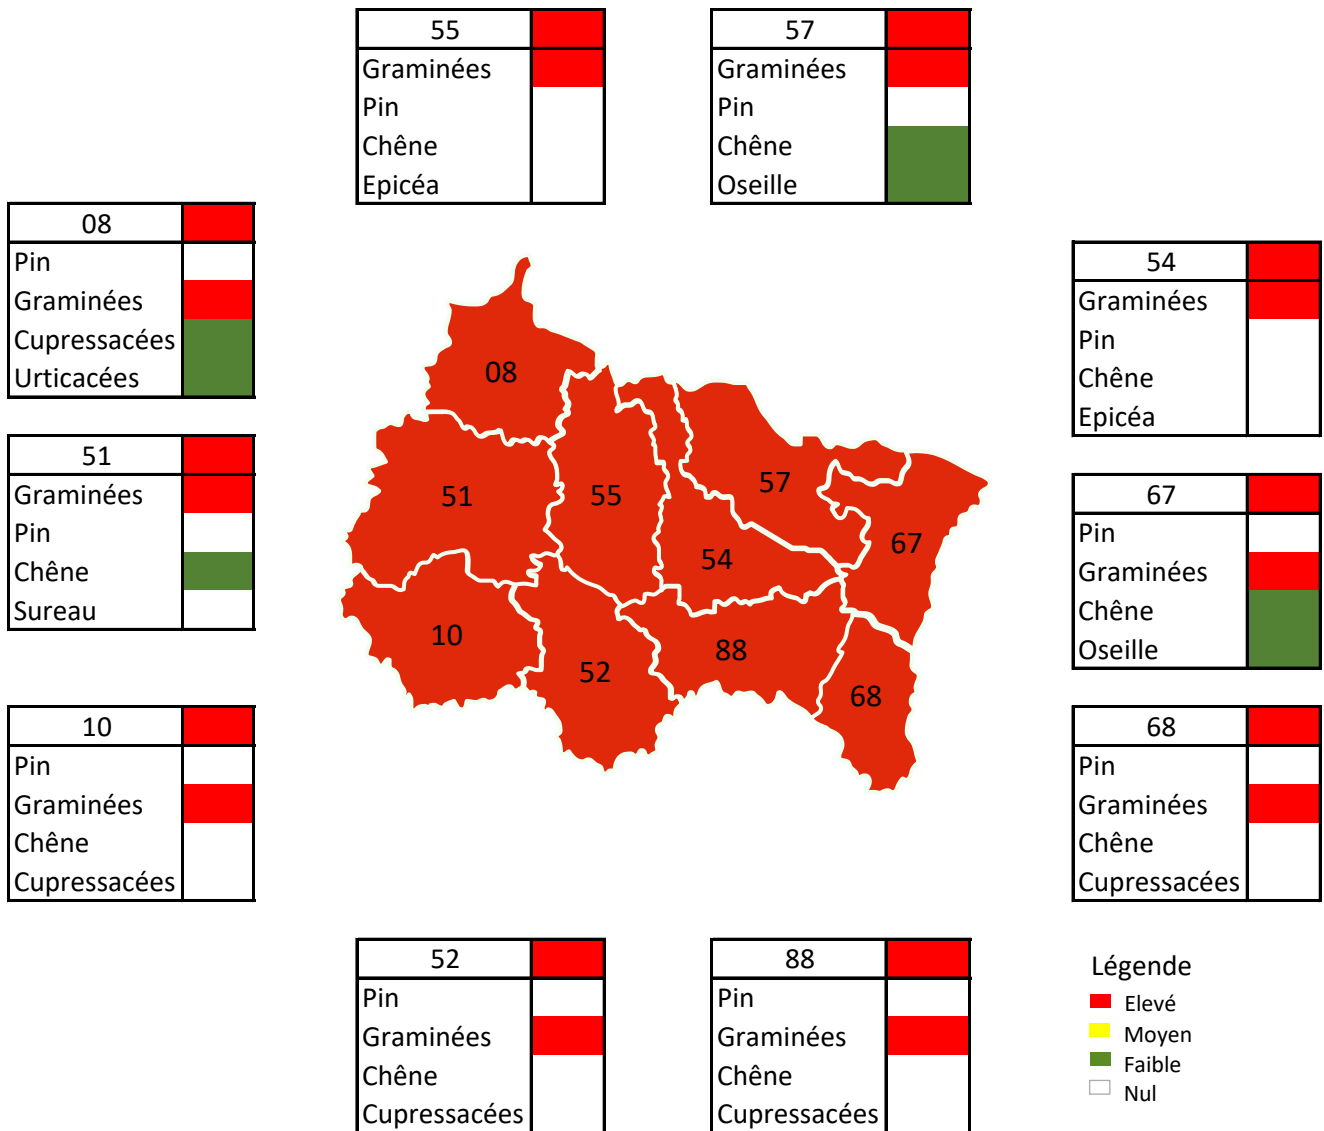 55
Graminées
Pin
Chêne
Epicéa
57
Graminées
Pin
Chêne
Oseille
08
Pin
Graminées
Cupressacées
Urticacées
54
Graminées
Pin
Chêne
Epicéa
51
Graminées
Pin
Chêne
Sureau
67
Pin
Graminées
Chêne
Oseille
08
57
51
55
67
54
10
88
52
68
10
Pin
Graminées
Chêne
Cupressacées
68
Pin
Graminées
Chêne
Cupressacées
52
Pin
Graminées
Chêne
Cupressacées
88
Pin
Graminées
Chêne
Cupressacées
Légende
Elevé
Moyen
Faible
Nul